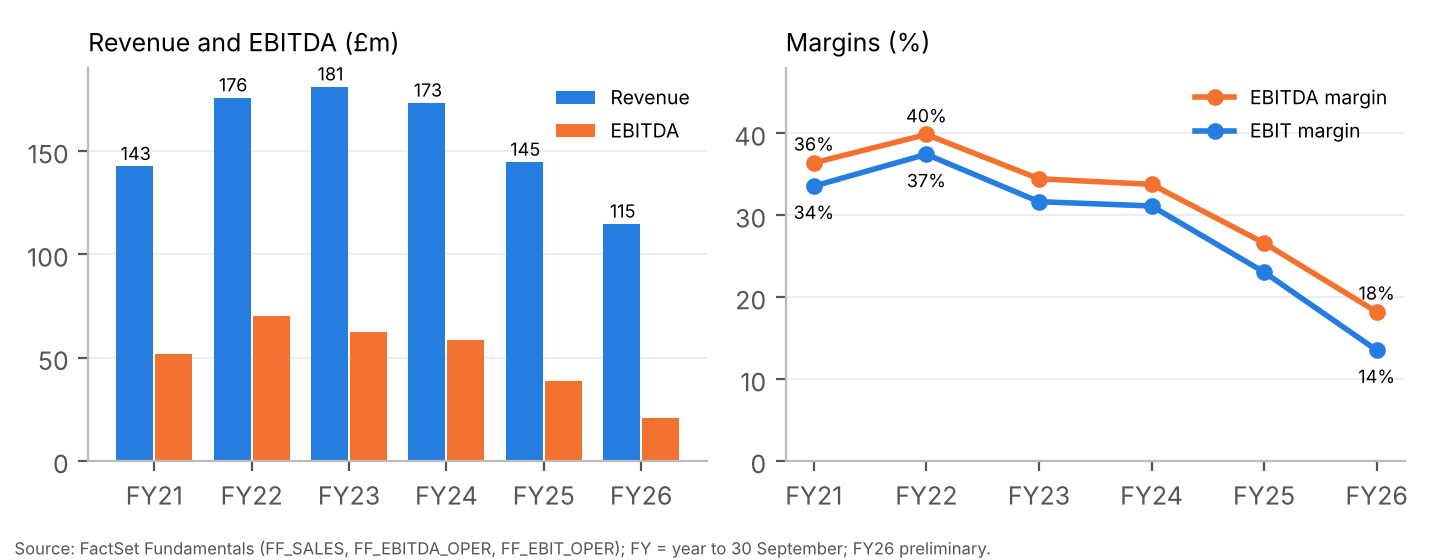 Revenue and EBITDA (£m)
Revenue
EBITDA
143
176
181
173
145
115
150
100
50
0
FY21
FY22
FY23
FY24
FY25
FY26
Margins (%)
EBITDA margin
EBIT margin
36%
40%
34%
37%
18%
14%
40
30
20
10
0
FY21
FY22
FY23
FY24
FY25
FY26
Source: FactSet Fundamentals (FF_SALES, FF_EBITDA_OPER, FF_EBIT_OPER); FY = year to 30 September; FY26 preliminary.